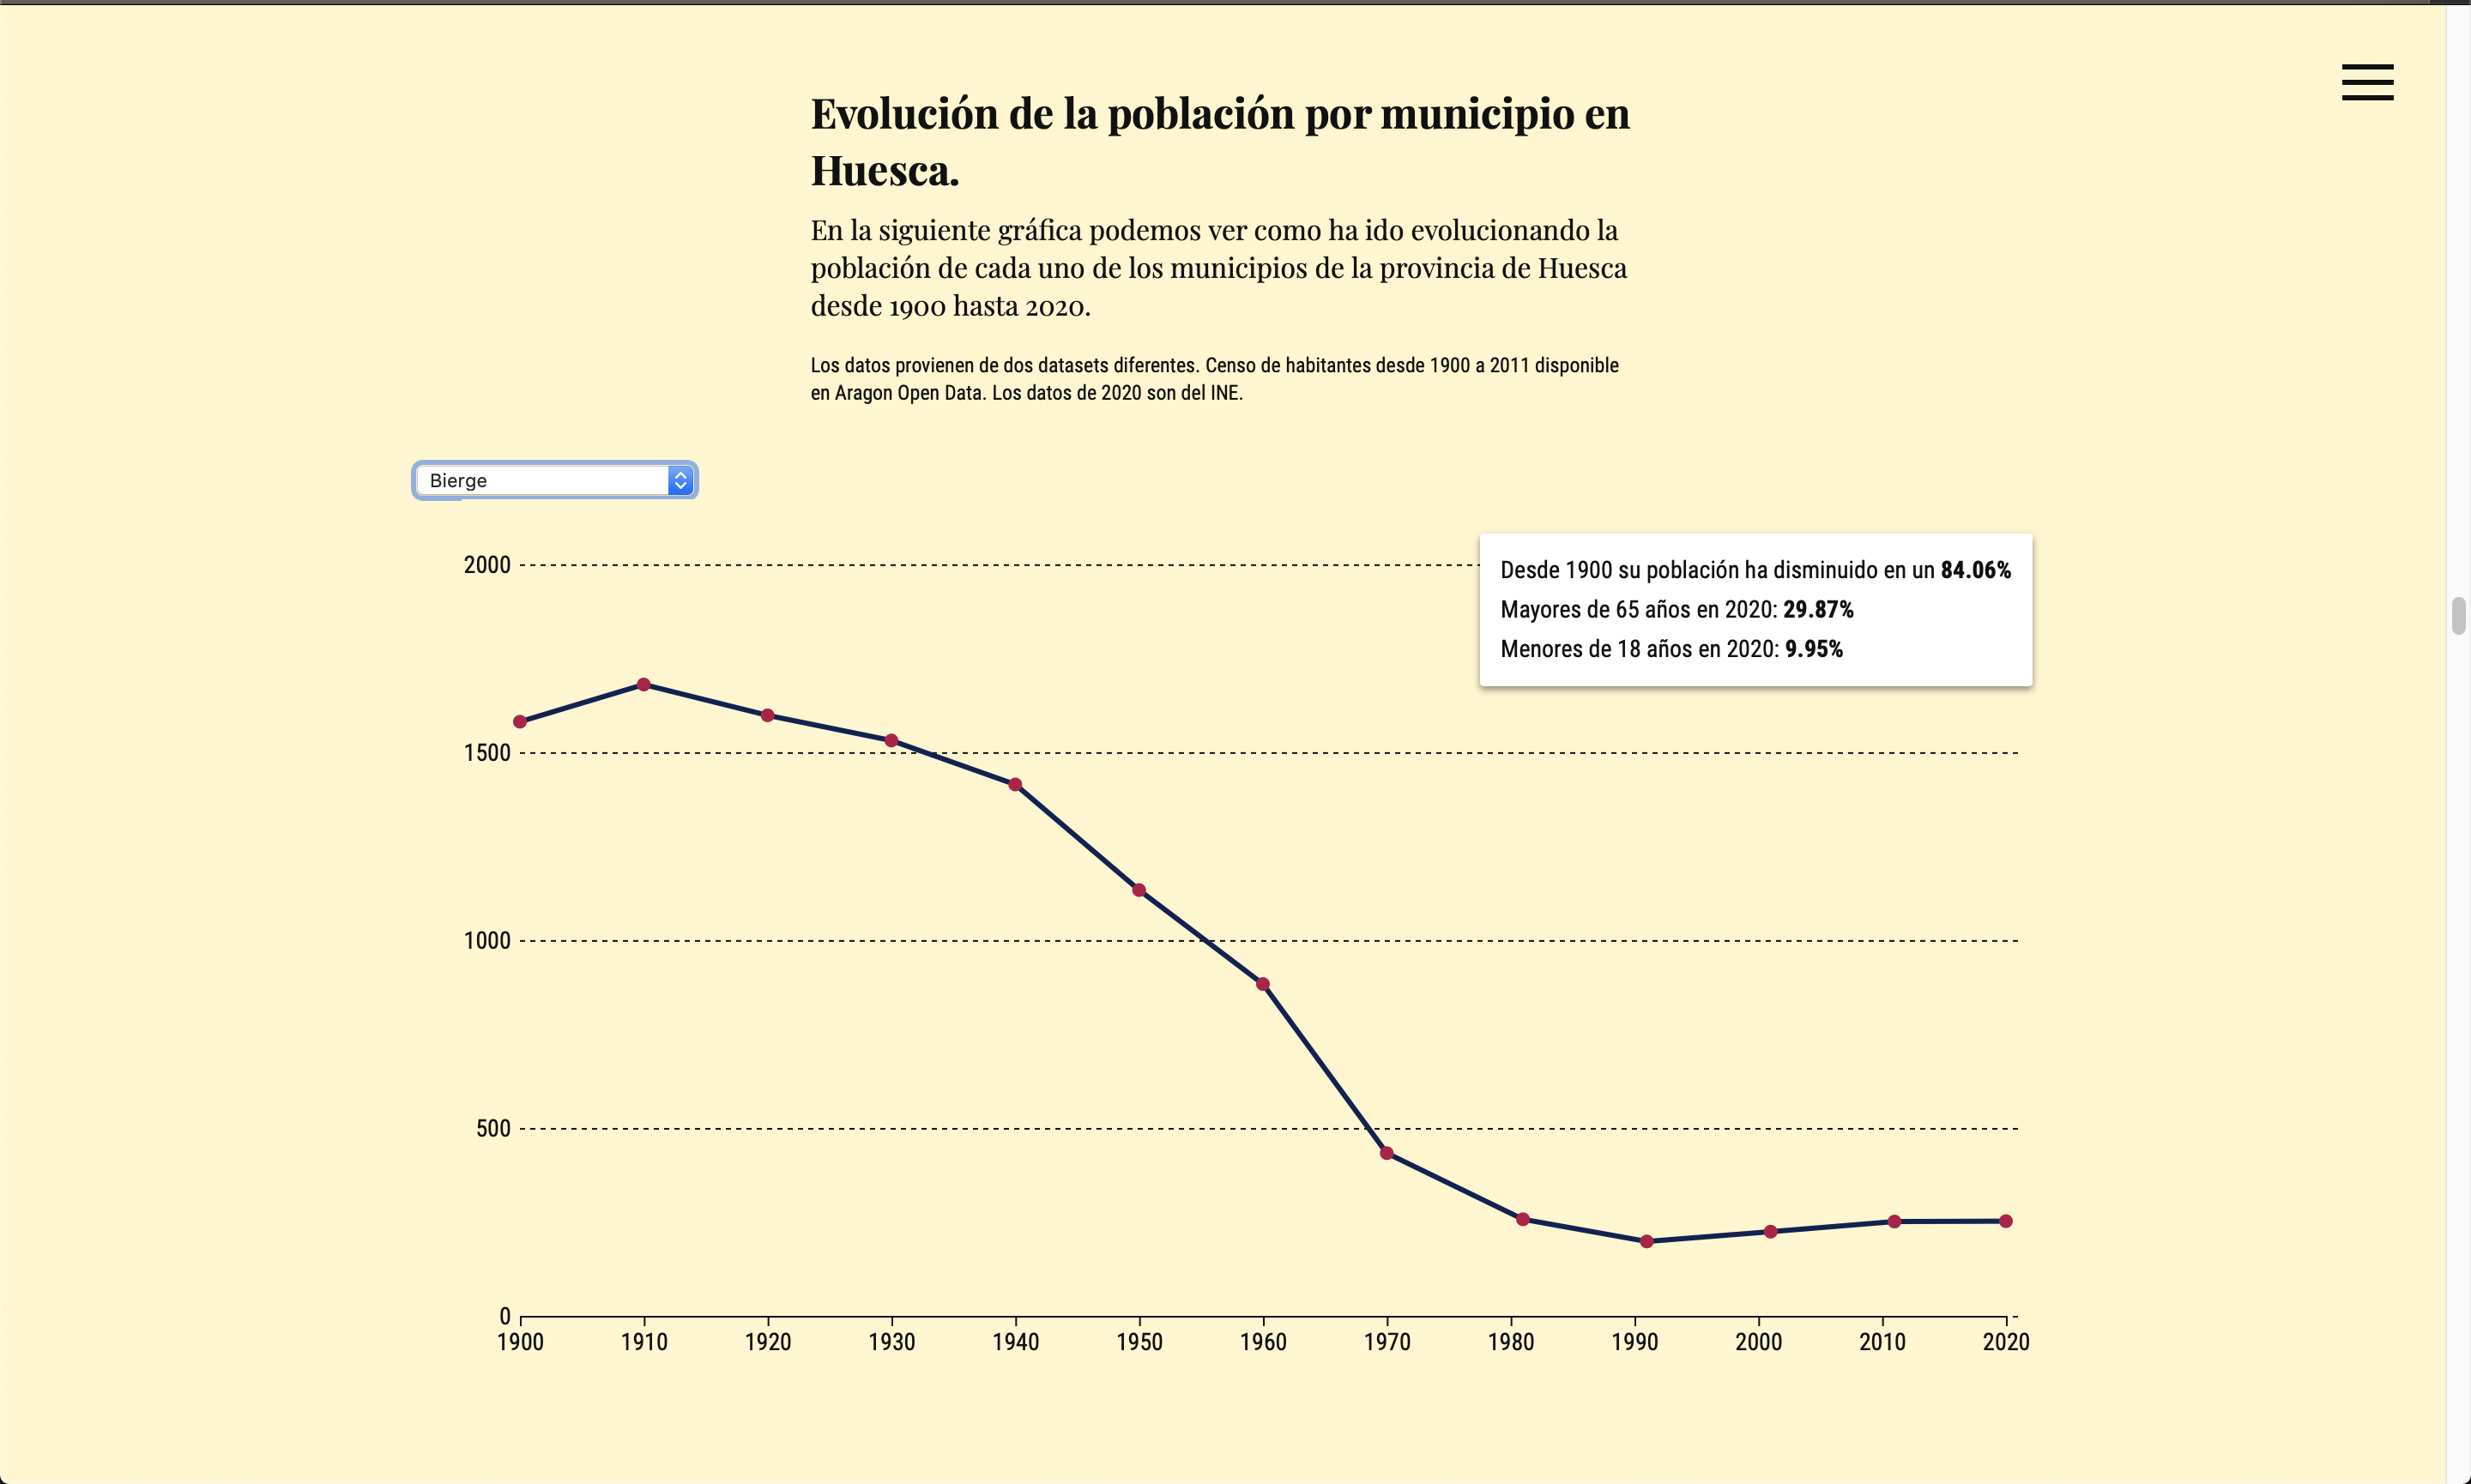 Evolución de la población por municipio en
Huesca.
En la siguiente gráfica podemos ver como ha ido evolucionando la
población de cada uno de los municipios de la provincia de Huesca
desde 1900 hasta 2020.
Los datos provienen de dos datasets diferentes. Censo de habitantes desde 1900 a 2011 disponible
en Aragon Open Data. Los datos de 2020 son del INE.
Bierge
Desde 1900 su población ha disminuido en un 84.06%
Mayores de 65 años en 2020: 29.87%
Menores de 18 años en 2020: 9.95%
2000
1500
1000
500
0
1900 1910 1920 1930 1940 1950 1960 1970 1980 1990 2000 2010 2020